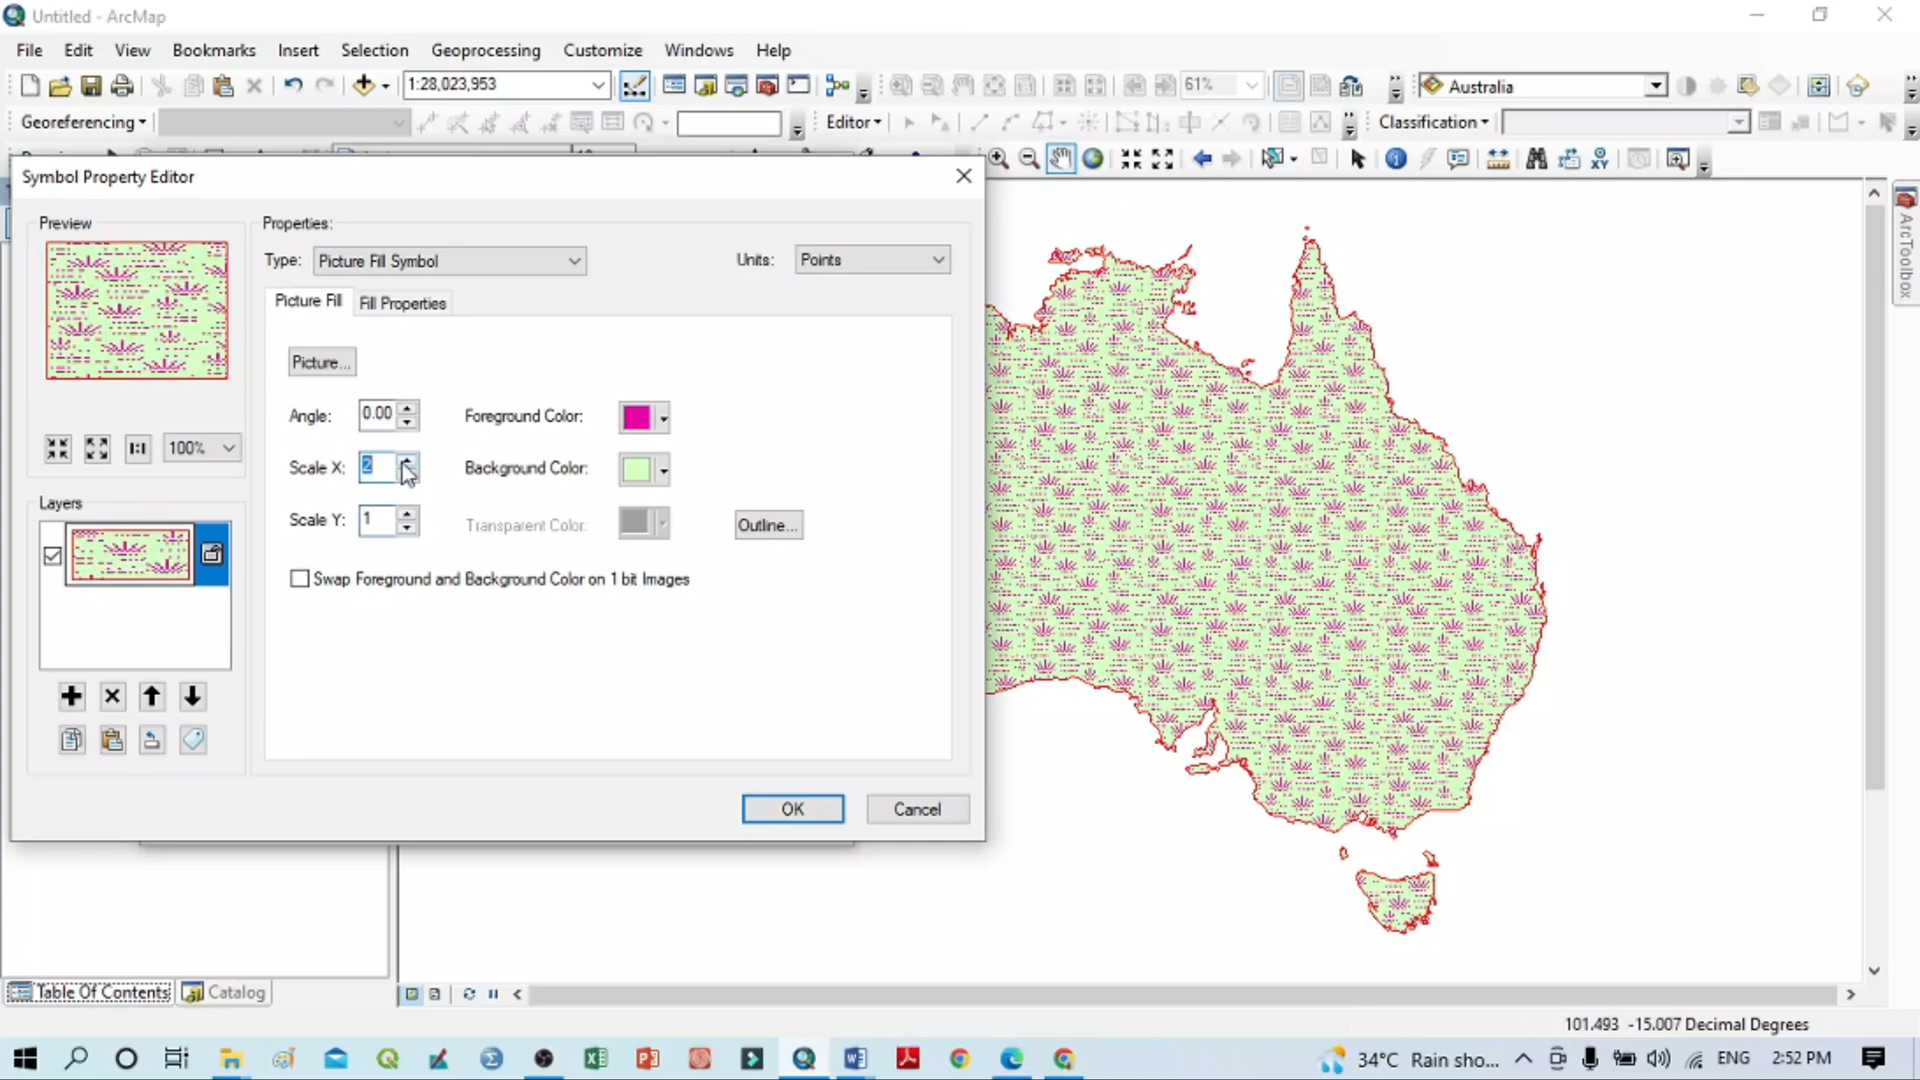 Untitled - ArcMap
File Edit View Bookmarks Insert Selection Geoprocessing Customize Windows Help
1:28,023,953 61% Australia
Georeferencing Editor Classification
Symbol Property Editor
Preview
Properties:
Type: Picture Fill Symbol
Units: Points
Picture Fill Fill Properties
Picture...
Angle: 0.00 Foreground Color:
1:1 100%
Scale X: 2 Background Color:
Layers
Scale Y: 1 Transparent Color: Outline...
Swap Foreground and Background Color on 1 bit Images
OK Cancel
ArcToolbox
Table Of Contents Catalog
101.493 -15.007 Decimal Degrees
34°C Rain sho... ENG 2:52 PM